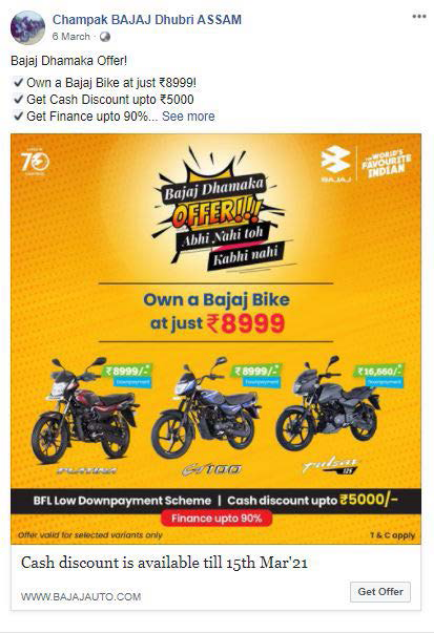 Champak BAJAJ Dhubri ASSAM
6 March
Bajaj Dhamaka Offer!
✔ Own a Bajaj Bike at just ₹8999!
✔ Get Cash Discount upto ₹5000
✔ Get Finance upto 90%... See more
BAJAJ
THE WORLD'S
FAVOURITE
INDIAN
Bajaj Dhamaka
OFFER!!!
Abhi Nahi toh
Kabhi nahi
Own a Bajaj Bike
at just ₹8999
₹8999/-
Downpayment
₹8999/-
Downpayment
₹16,660/-
Downpayment
PLATINA
CT100
Pulsar
125
BFL Low Downpayment Scheme | Cash discount upto ₹5000/-
Finance upto 90%
Offer valid for selected variants only
T & C apply
Cash discount is available till 15th Mar'21
WWW.BAJAJAUTO.COM
Get Offer